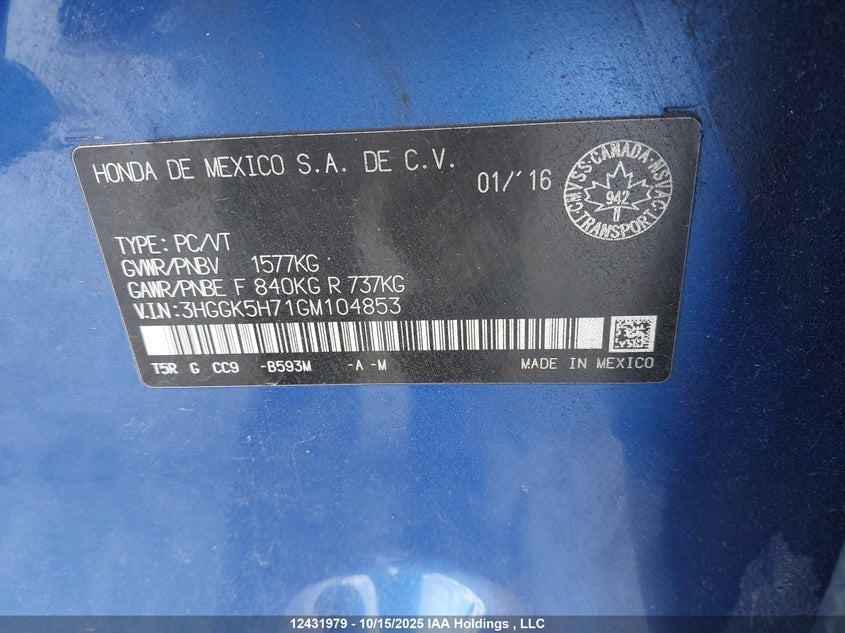 HONDA DE MEXICO S.A. DE C.V.
01/'16
CANADA · MSVAC · TRANSPORT · CMVSS ·
942
TYPE: PC/VT
GVWR/PNBV 1577KG
GAWR/PNBE F 840KG R 737KG
V.I.N:3HGGK5H71GM104853
T5R G CC9 -B593M -A -M
MADE IN MEXICO
12431979 - 10/15/2025 IAA Holdings , LLC